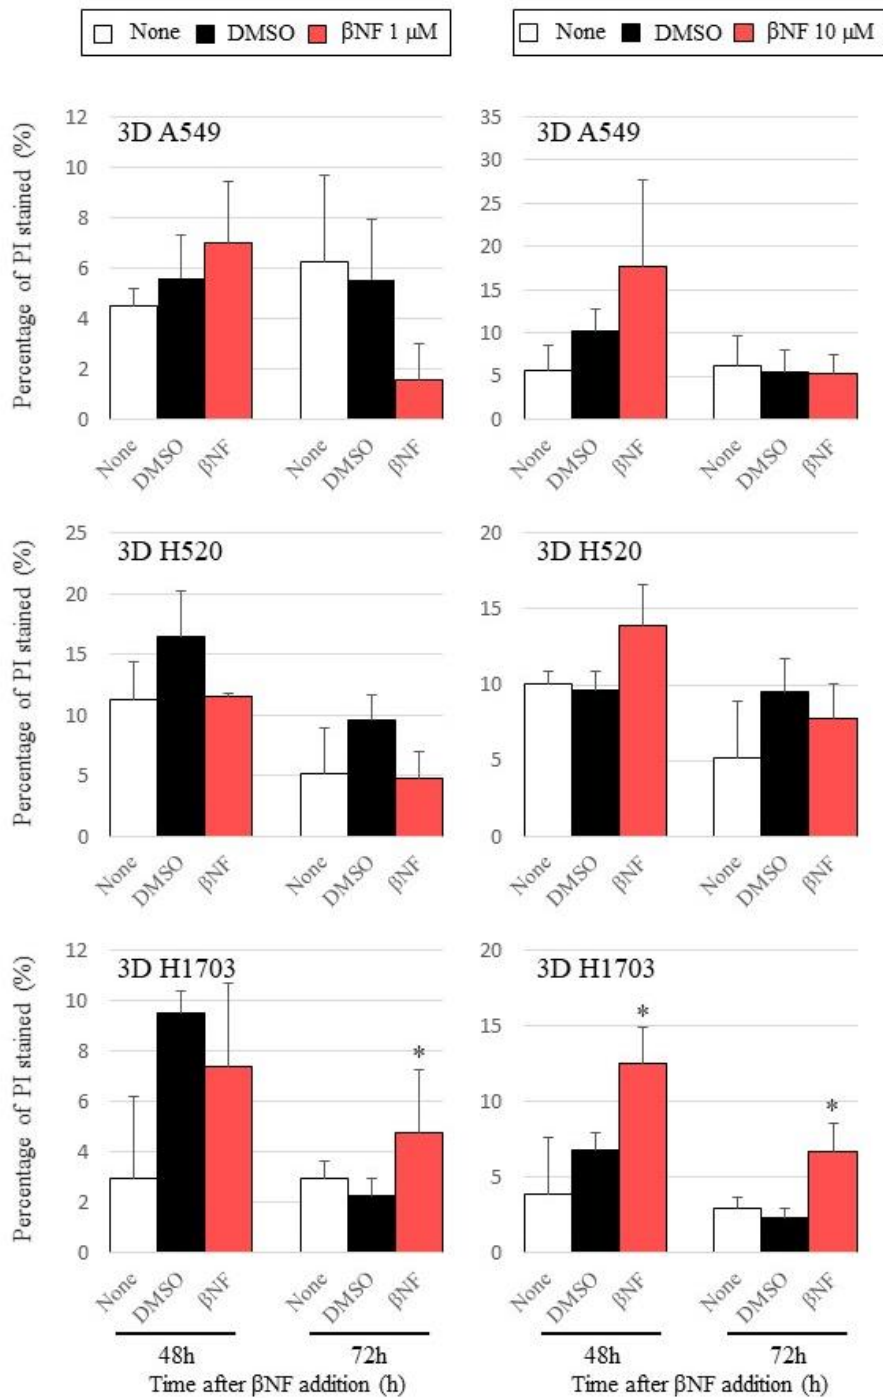 None DMSO βNF 1 μM
None DMSO βNF 10 μM
Percentage of PI stained (%)
3D A549
12
10
8
6
4
2
0
None DMSO βNF None DMSO βNF
3D A549
35
30
25
20
15
10
5
0
None DMSO βNF None DMSO βNF
Percentage of PI stained (%)
3D H520
25
20
15
10
5
0
None DMSO βNF None DMSO βNF
3D H520
20
15
10
5
0
None DMSO βNF None DMSO βNF
Percentage of PI stained (%)
3D H1703
12
10
8
6
4
2
0
*
None DMSO βNF None DMSO βNF
48h 72h
Time after βNF addition (h)
3D H1703
20
15
10
5
0
* *
None DMSO βNF None DMSO βNF
48h 72h
Time after βNF addition (h)